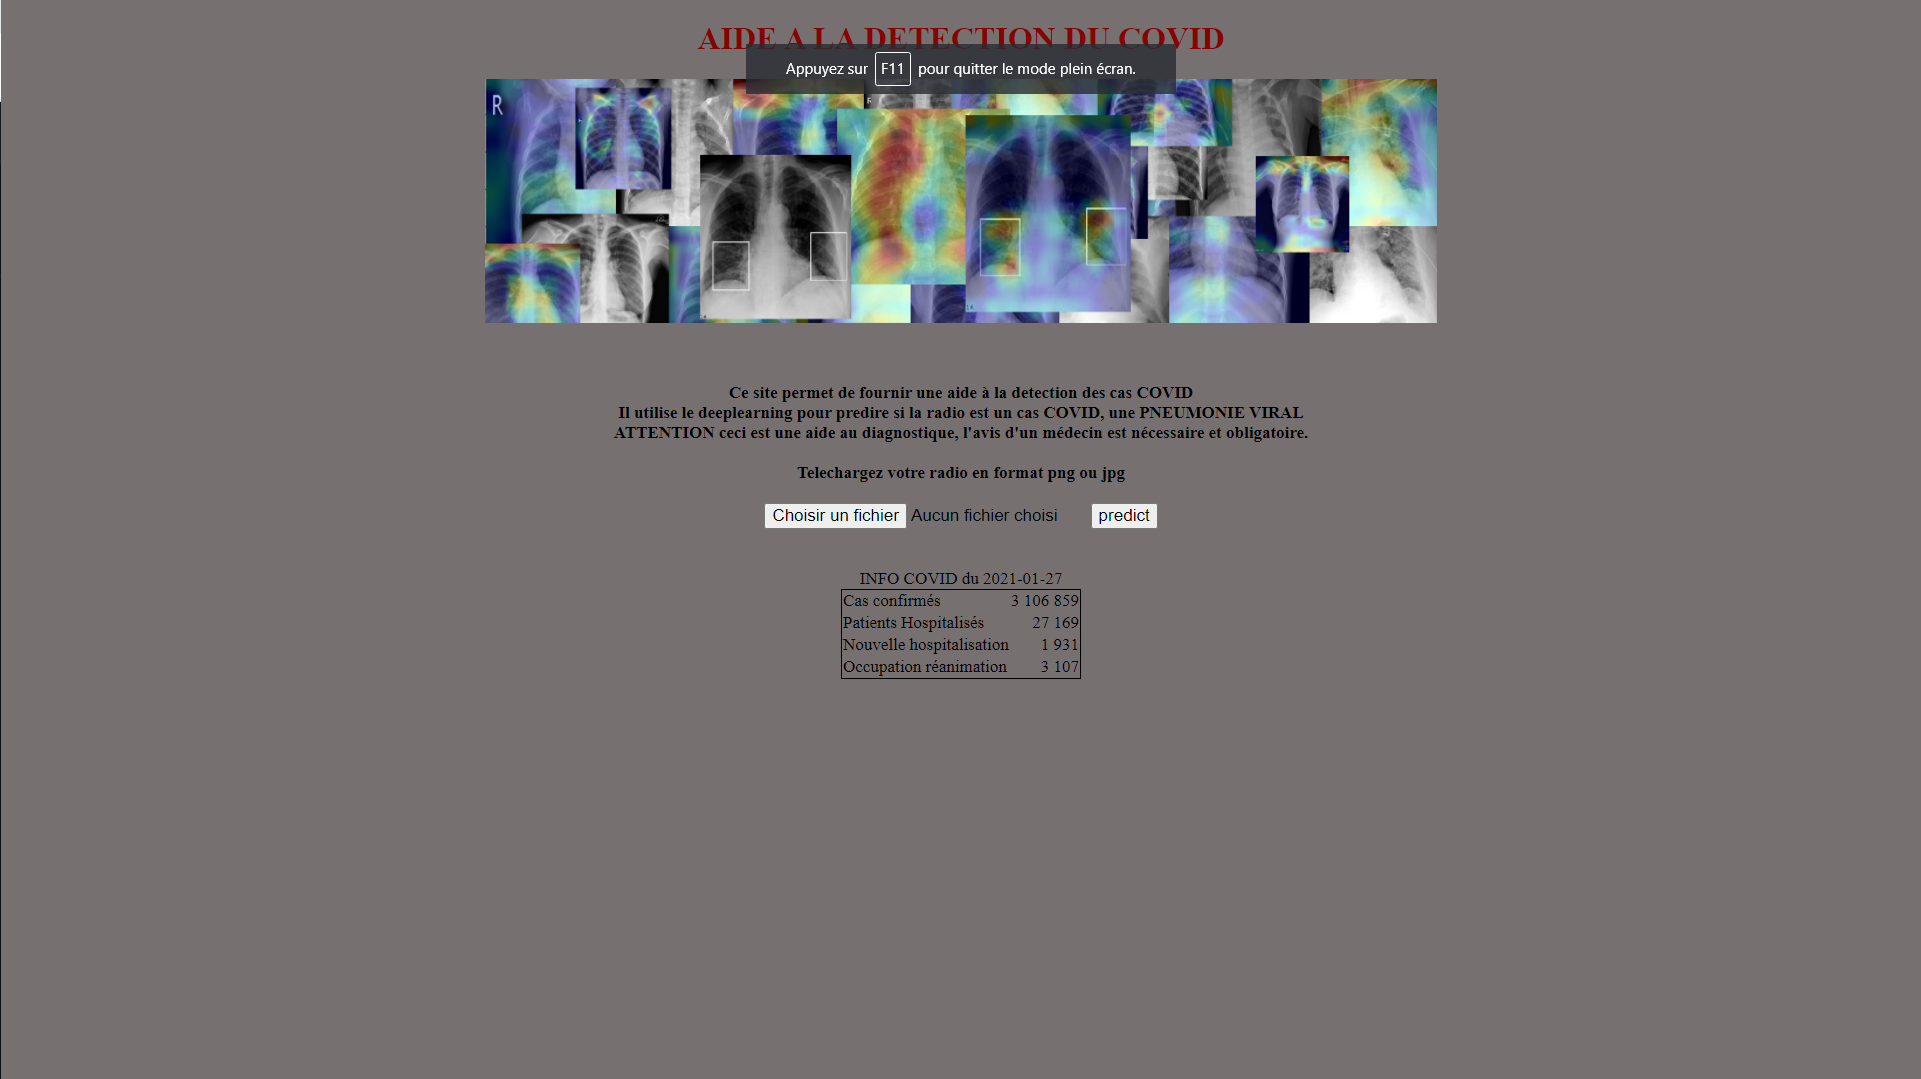 AIDE A LA DETECTION DU COVID
Appuyez sur F11 pour quitter le mode plein écran.
R
R
Ce site permet de fournir une aide à la detection des cas COVID
Il utilise le deeplearning pour predire si la radio est un cas COVID, une PNEUMONIE VIRAL
ATTENTION ceci est une aide au diagnostique, l'avis d'un médecin est nécessaire et obligatoire.
Telechargez votre radio en format png ou jpg
Choisir un fichier Aucun fichier choisi predict
INFO COVID du 2021-01-27
Cas confirmés 3 106 859
Patients Hospitalisés 27 169
Nouvelle hospitalisation 1 931
Occupation réanimation 3 107